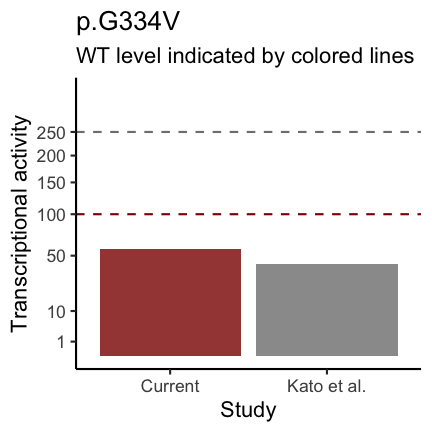 p.G334V
WT level indicated by colored lines
Transcriptional activity
250
200
150
100
50
10
1
Current
Kato et al.
Study